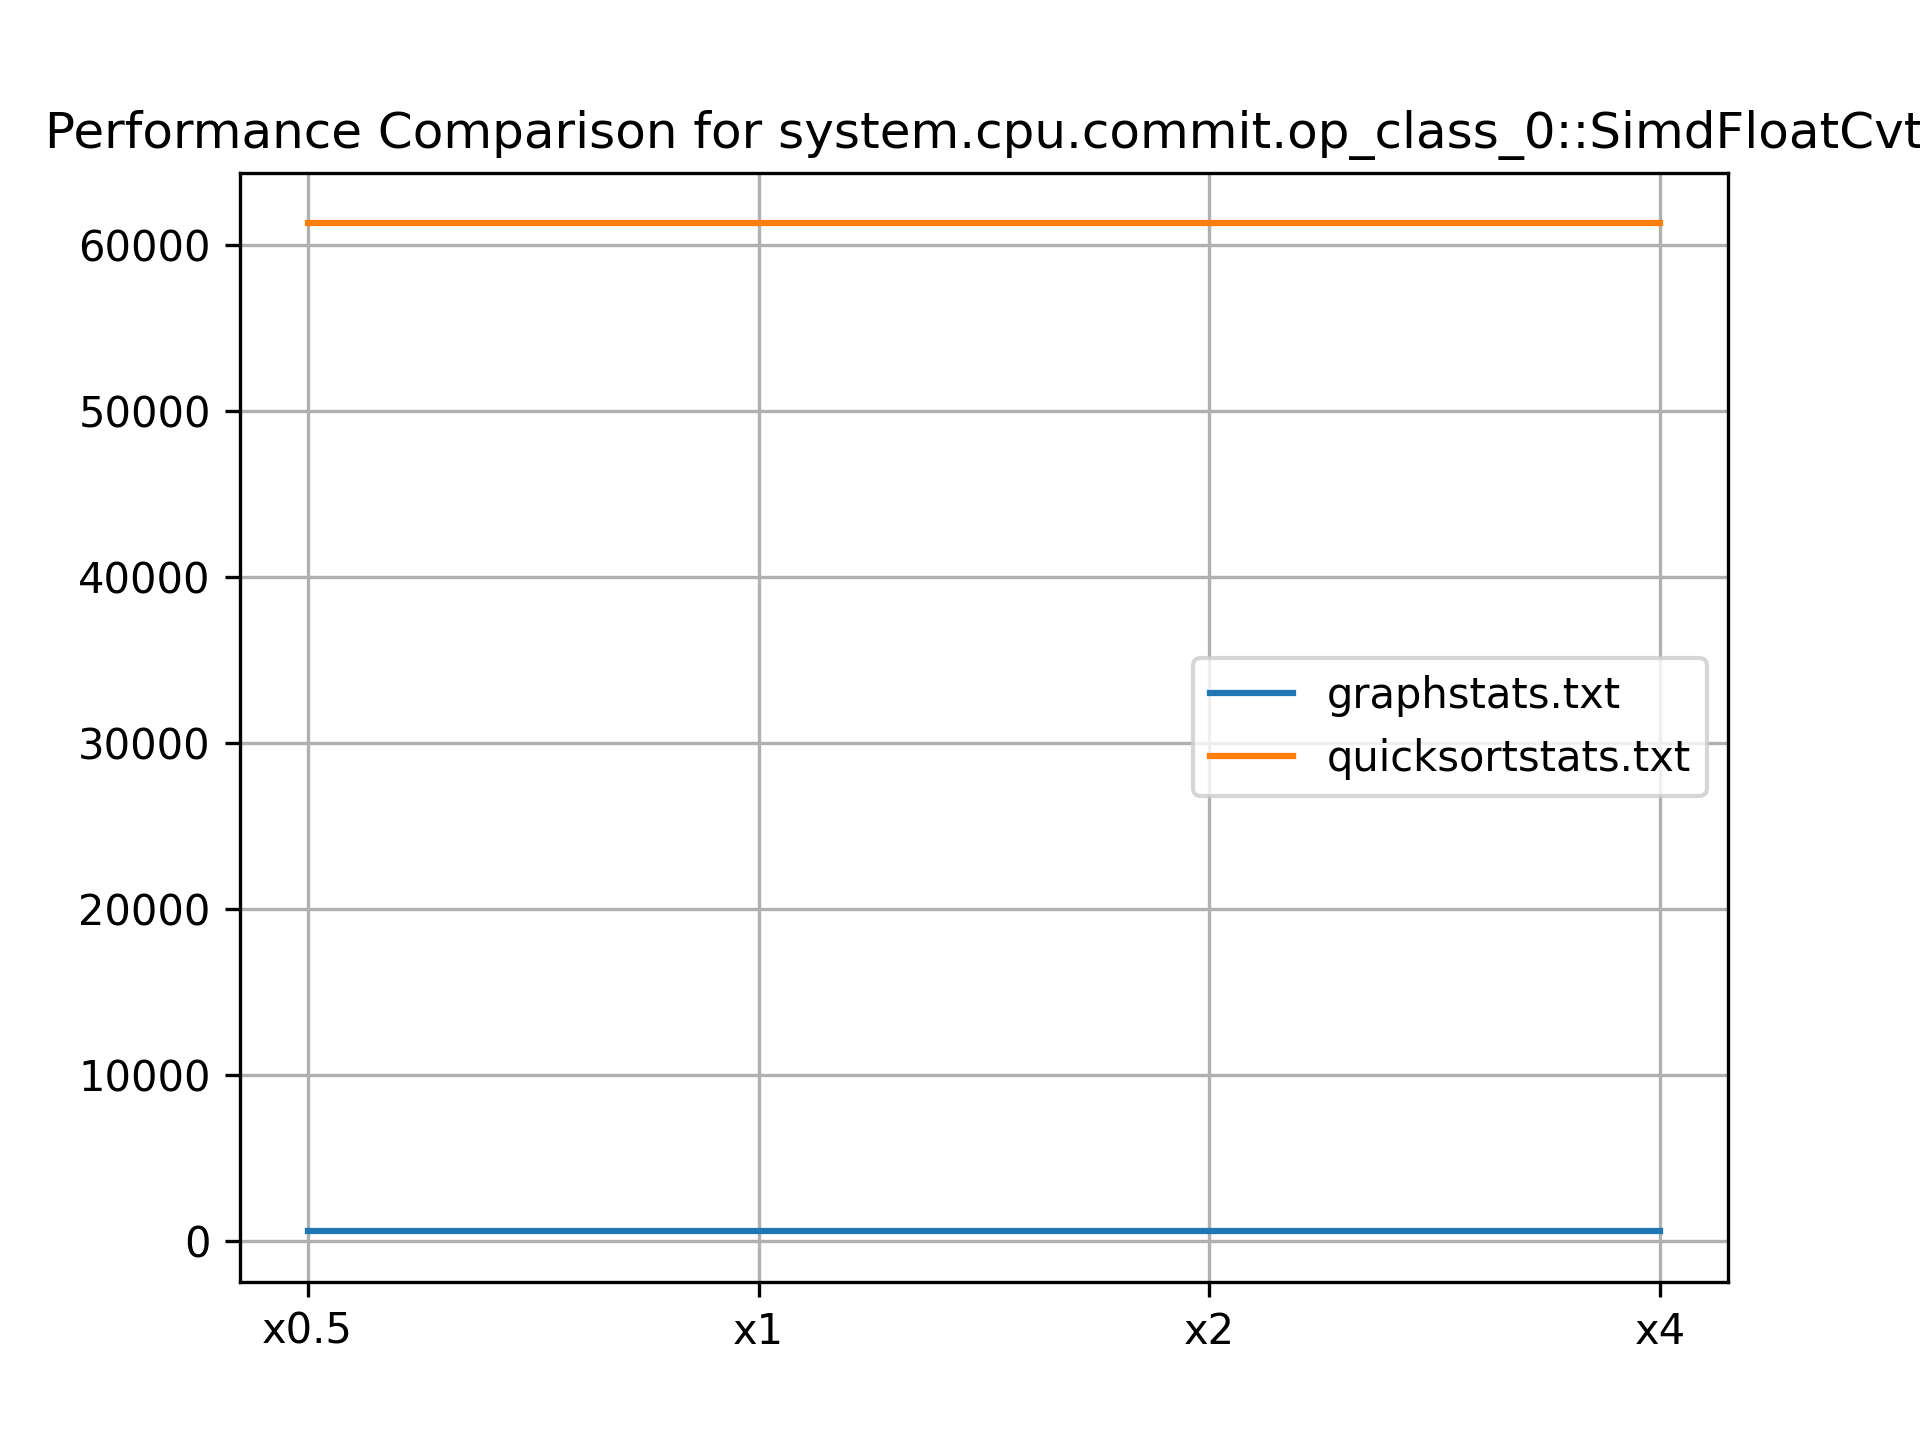 Performance Comparison for system.cpu.commit.op_class_0::SimdFloatCvt
60000
50000
40000
30000
20000
10000
0
graphstats.txt
quicksortstats.txt
x0.5 x1 x2 x4